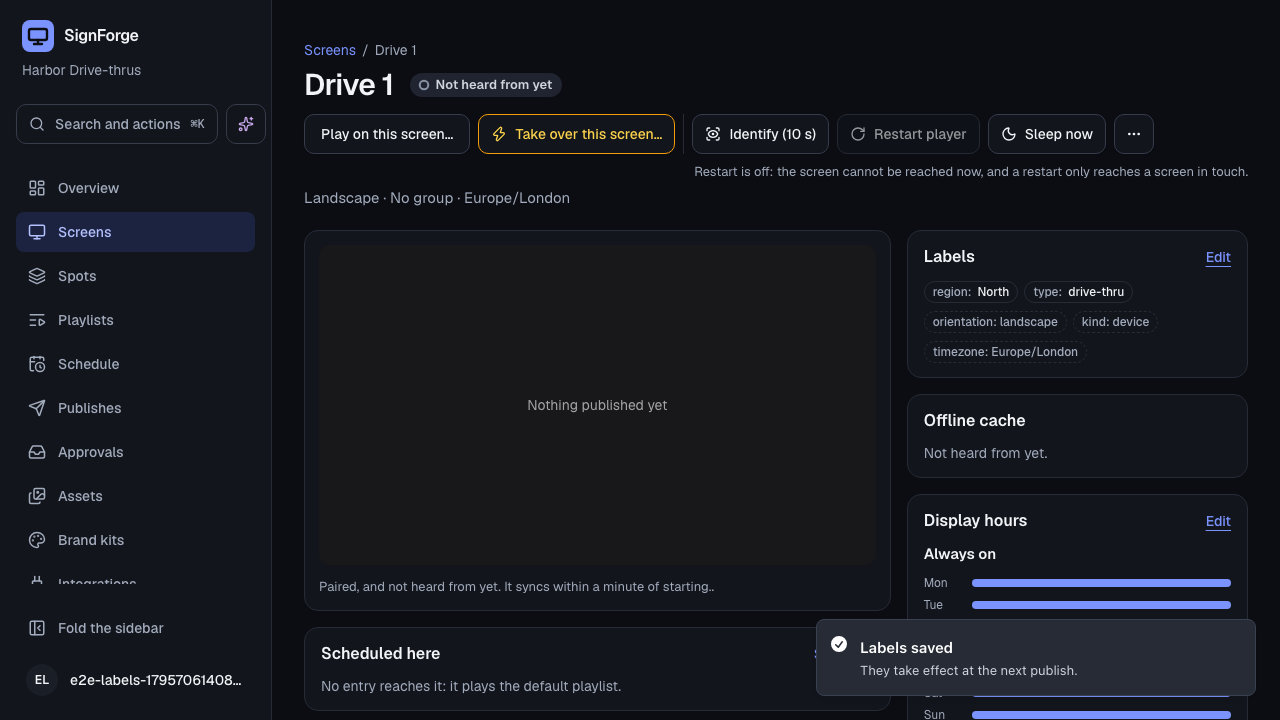 SignForge
Harbor Drive-thrus
Search and actions ⌘K
Overview
Screens
Spots
Playlists
Schedule
Publishes
Approvals
Assets
Brand kits
Integrations
Fold the sidebar
EL e2e-labels-17957061408…
Screens / Drive 1
Drive 1 Not heard from yet
Play on this screen… Take over this screen… Identify (10 s) Restart player Sleep now
Restart is off: the screen cannot be reached now, and a restart only reaches a screen in touch.
Landscape · No group · Europe/London
Nothing published yet
Paired, and not heard from yet. It syncs within a minute of starting..
Scheduled here
No entry reaches it: it plays the default playlist.
Labels Edit
region: North type: drive-thru
orientation: landscape kind: device
timezone: Europe/London
Offline cache
Not heard from yet.
Display hours Edit
Always on
Mon
Tue
Labels saved
They take effect at the next publish.
Sun